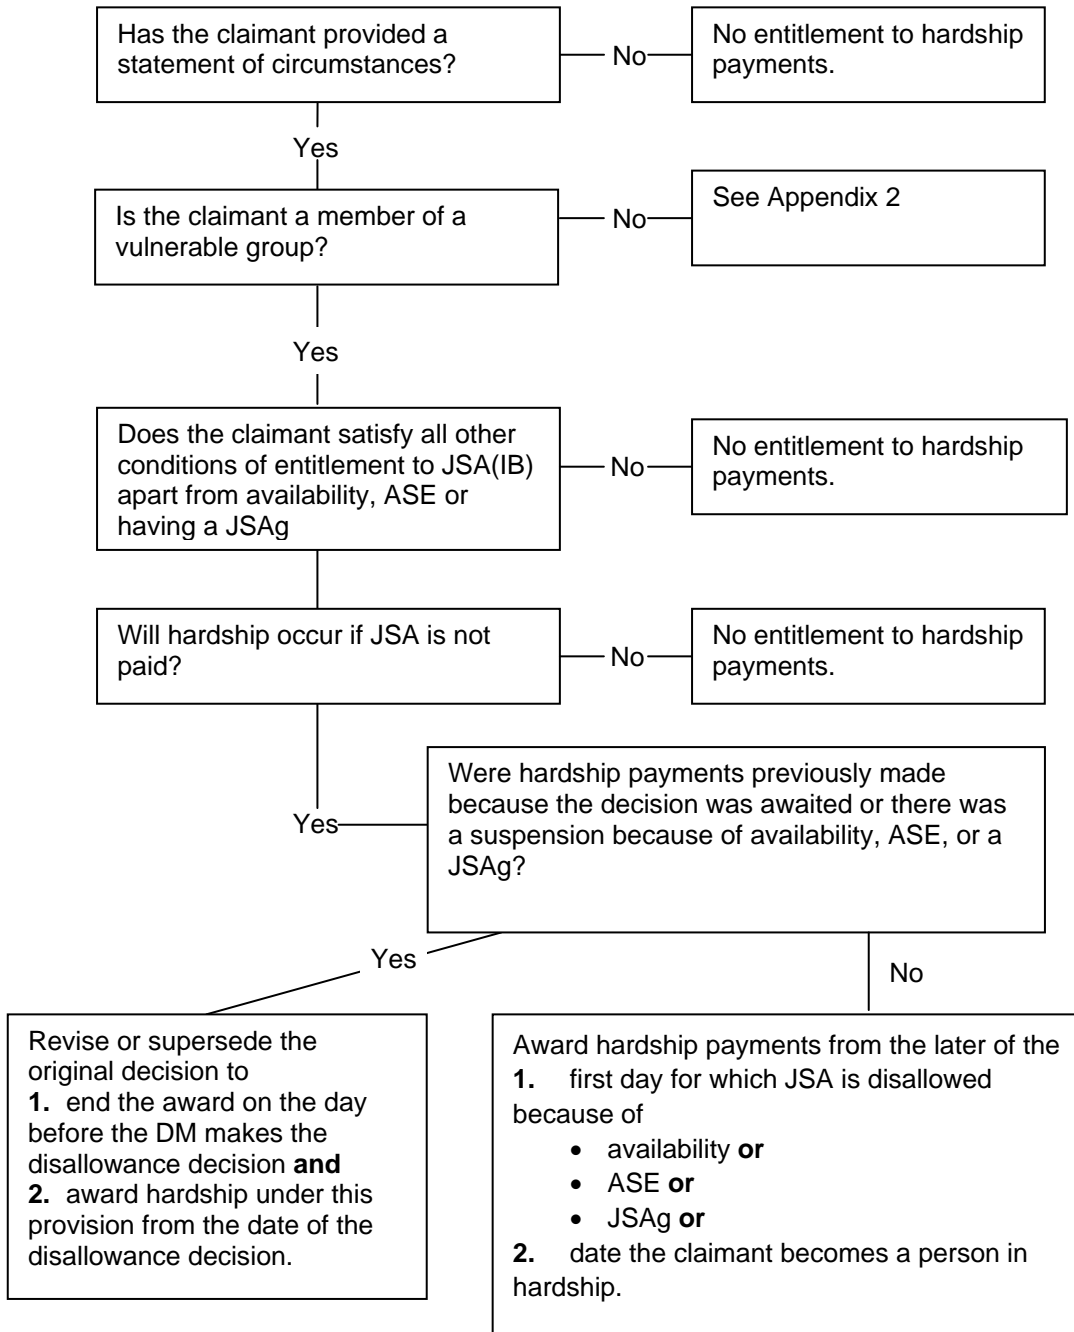 Has the claimant provided a
statement of circumstances?
No
No entitlement to hardship
payments.
Yes
Is the claimant a member of a
vulnerable group?
No
See Appendix 2
Yes
Does the claimant satisfy all other
conditions of entitlement to JSA(IB)
apart from availability, ASE or
having a JSAg
No
No entitlement to hardship
payments.
Will hardship occur if JSA is not
paid?
No
No entitlement to hardship
payments.
Yes
Were hardship payments previously made
because the decision was awaited or there was
a suspension because of availability, ASE, or a
JSAg?
Yes
No
Revise or supersede the
original decision to
1. end the award on the day
before the DM makes the
disallowance decision and
2. award hardship under this
provision from the date of the
disallowance decision.
Award hardship payments from the later of the
1. first day for which JSA is disallowed
because of
• availability or
• ASE or
• JSAg or
2. date the claimant becomes a person in
hardship.